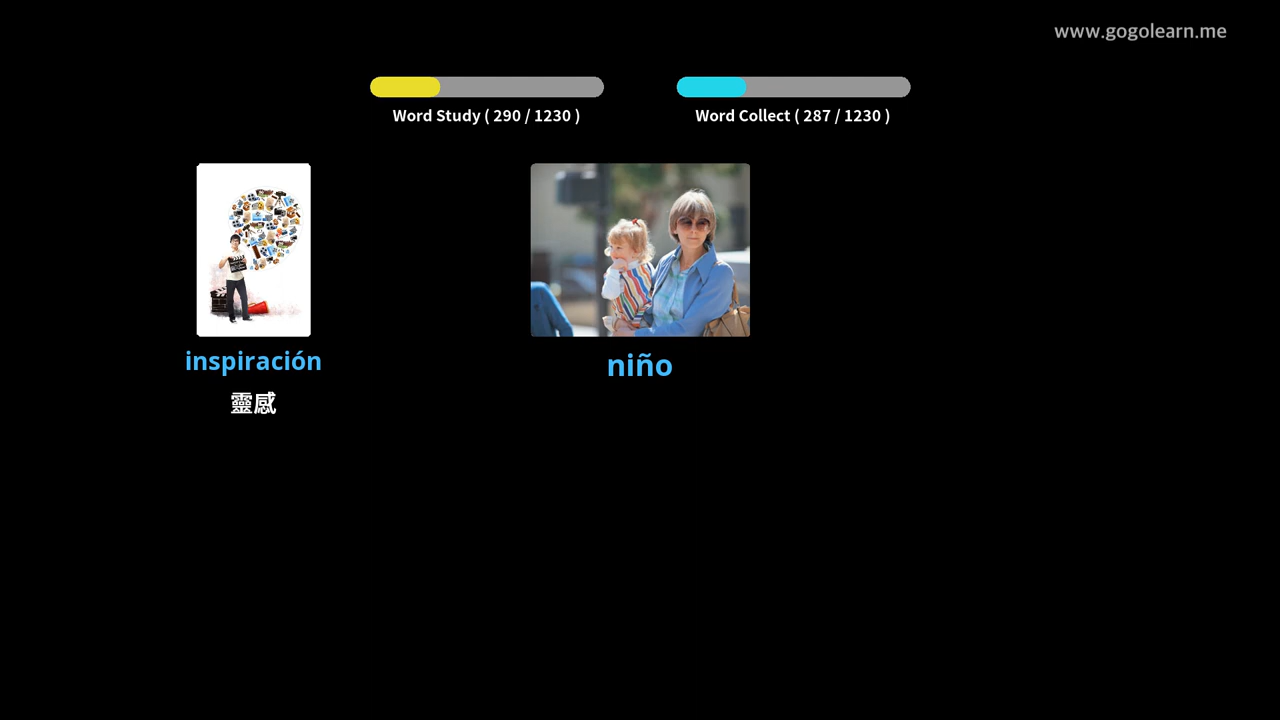 www.gogolearn.me
Word Study ( 290 / 1230 )
Word Collect ( 287 / 1230 )
inspiración
靈感
niño